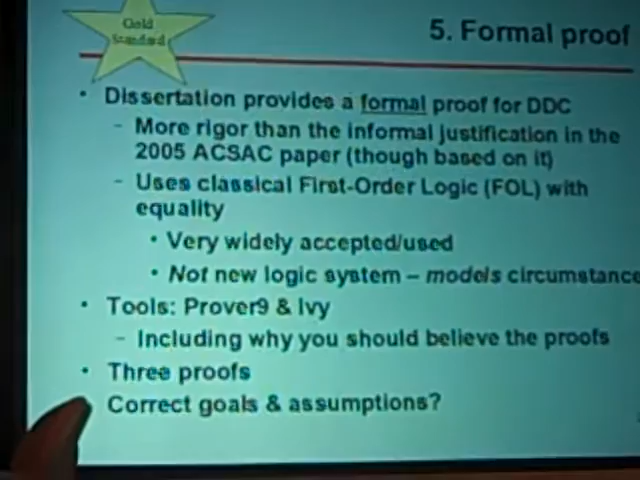 Gold
Standard
5. Formal proof
• Dissertation provides a formal proof for DDC
– More rigor than the informal justification in the
2005 ACSAC paper (though based on it)
– Uses classical First-Order Logic (FOL) with
equality
• Very widely accepted/used
• Not new logic system – models circumstance
• Tools: Prover9 & Ivy
– Including why you should believe the proofs
• Three proofs
Correct goals & assumptions?